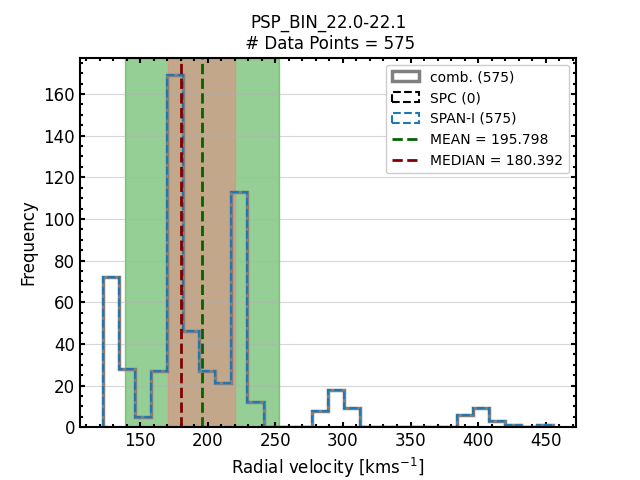 PSP_BIN_22.0-22.1
# Data Points = 575
comb. (575)
SPC (0)
SPAN-I (575)
MEAN = 195.798
MEDIAN = 180.392
Frequency
160
140
120
100
80
60
40
20
0
150 200 250 300 350 400 450
Radial velocity [kms⁻¹]